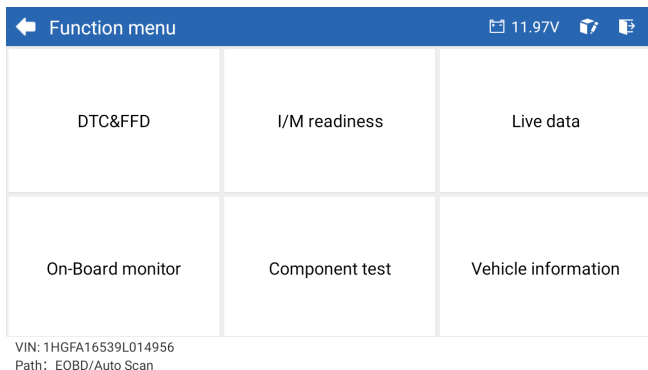 Function menu 11.97V
DTC&FFD I/M readiness Live data
On-Board monitor Component test Vehicle information
VIN: 1HGFA16539L014956
Path： EOBD/Auto Scan